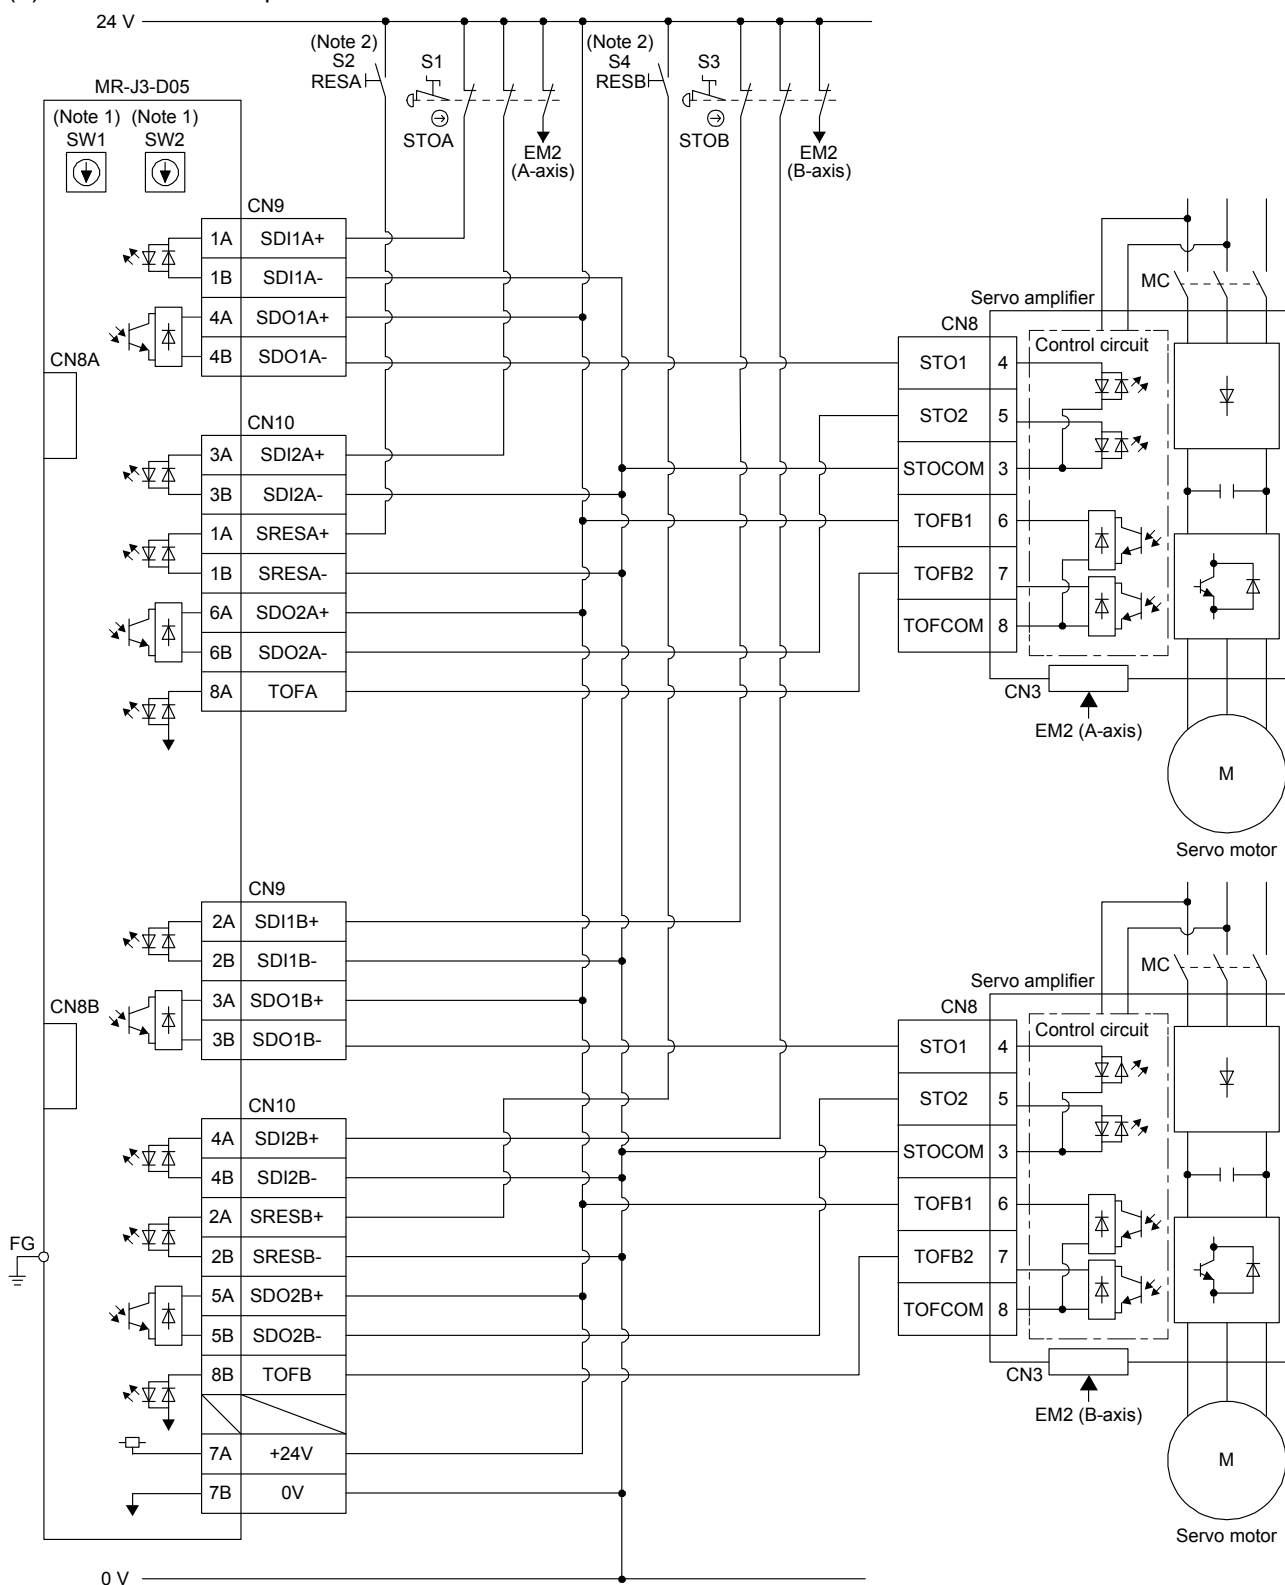 24 V
(Note 2)
S2
RESA
S1
STOA
EM2
(A-axis)
(Note 2)
S4
RESB
S3
STOB
EM2
(B-axis)
MR-J3-D05
(Note 1) (Note 1)
SW1 SW2
CN9
1A SDI1A+
1B SDI1A-
4A SDO1A+
4B SDO1A-
CN8A
CN10
3A SDI2A+
3B SDI2A-
1A SRESA+
1B SRESA-
6A SDO2A+
6B SDO2A-
8A TOFA
MC
Servo amplifier
CN8
Control circuit
STO1 4
STO2 5
STOCOM 3
TOFB1 6
TOFB2 7
TOFCOM 8
CN3
EM2 (A-axis)
M
Servo motor
CN9
2A SDI1B+
2B SDI1B-
3A SDO1B+
3B SDO1B-
CN8B
CN10
4A SDI2B+
4B SDI2B-
2A SRESB+
2B SRESB-
5A SDO2B+
5B SDO2B-
8B TOFB
7A +24V
7B 0V
FG
MC
Servo amplifier
CN8
Control circuit
STO1 4
STO2 5
STOCOM 3
TOFB1 6
TOFB2 7
TOFCOM 8
CN3
EM2 (B-axis)
M
Servo motor
0 V